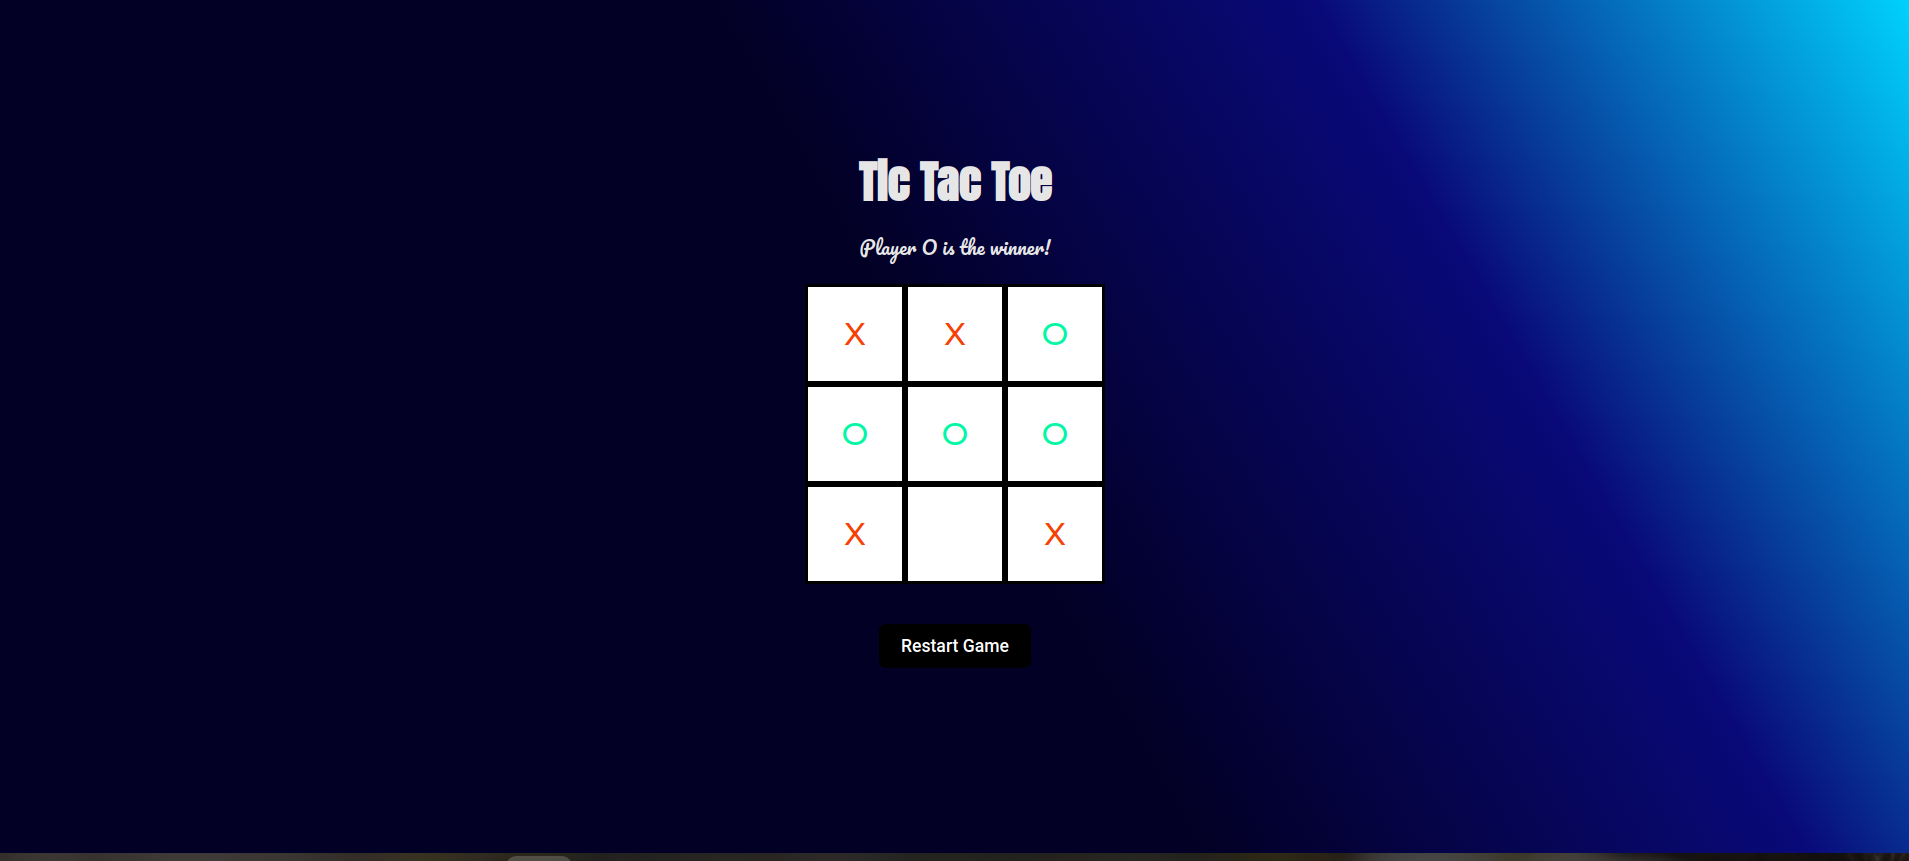 Tic Tac Toe
Player O is the winner!
X X O
O O O
X X
Restart Game